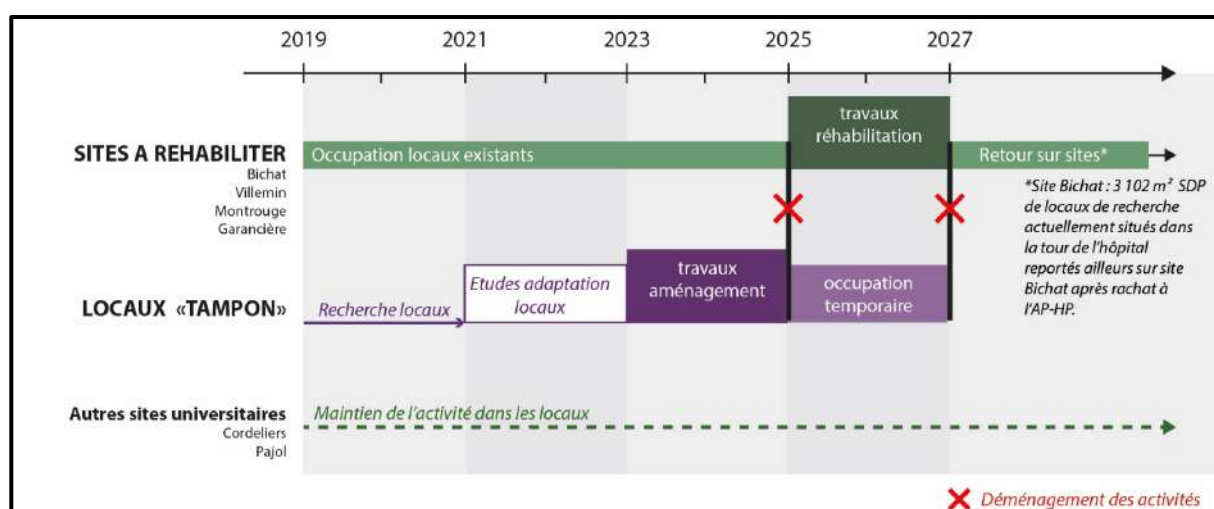 2019 2021 2023 2025 2027
travaux
réhabilitation
SITES A REHABILITER
Bichat
Villemin
Montrouge
Garancière
Occupation locaux existants
Retour sur sites*
*Site Bichat : 3 102 m² SDP
de locaux de recherche
actuellement situés dans
la tour de l'hôpital
reportés ailleurs sur site
Bichat après rachat à
l'AP-HP.
LOCAUX «TAMPON»
Recherche locaux
Etudes adaptation
locaux
travaux
aménagement
occupation
temporaire
Autres sites universitaires
Cordeliers
Pajol
Maintien de l'activité dans les locaux
Déménagement des activités